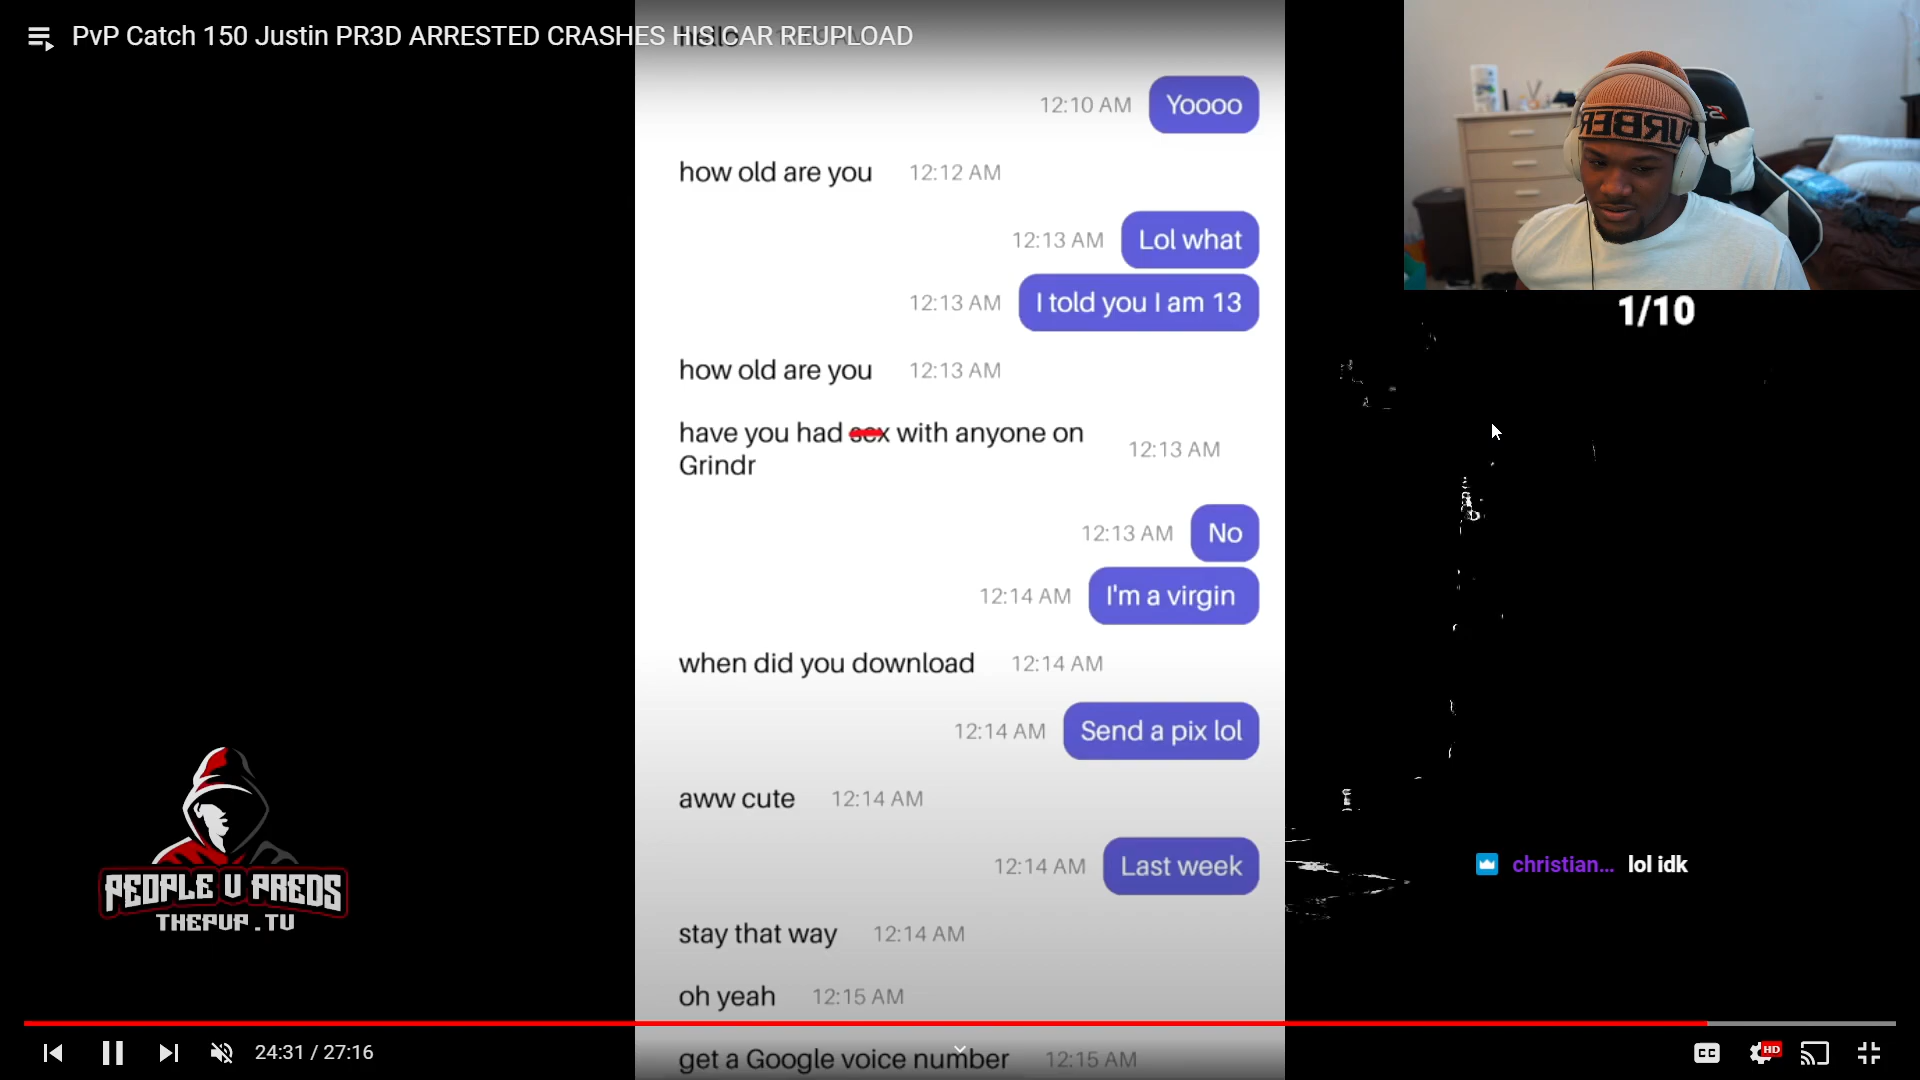 PvP Catch 150 Justin PR3D ARRESTED CRASHES HIS CAR REUPLOAD
12:10 AM Yoooo
how old are you 12:12 AM
12:13 AM Lol what
12:13 AM I told you I am 13
how old are you 12:13 AM
have you had sex with anyone on
Grindr 12:13 AM
12:13 AM No
12:14 AM I'm a virgin
when did you download 12:14 AM
12:14 AM Send a pix lol
aww cute 12:14 AM
12:14 AM Last week
stay that way 12:14 AM
oh yeah 12:15 AM
get a Google voice number 12:15 AM
1/10
christian... lol idk
PEOPLE V PREDS
THEPVP.TV
24:31 / 27:16
CC
HD